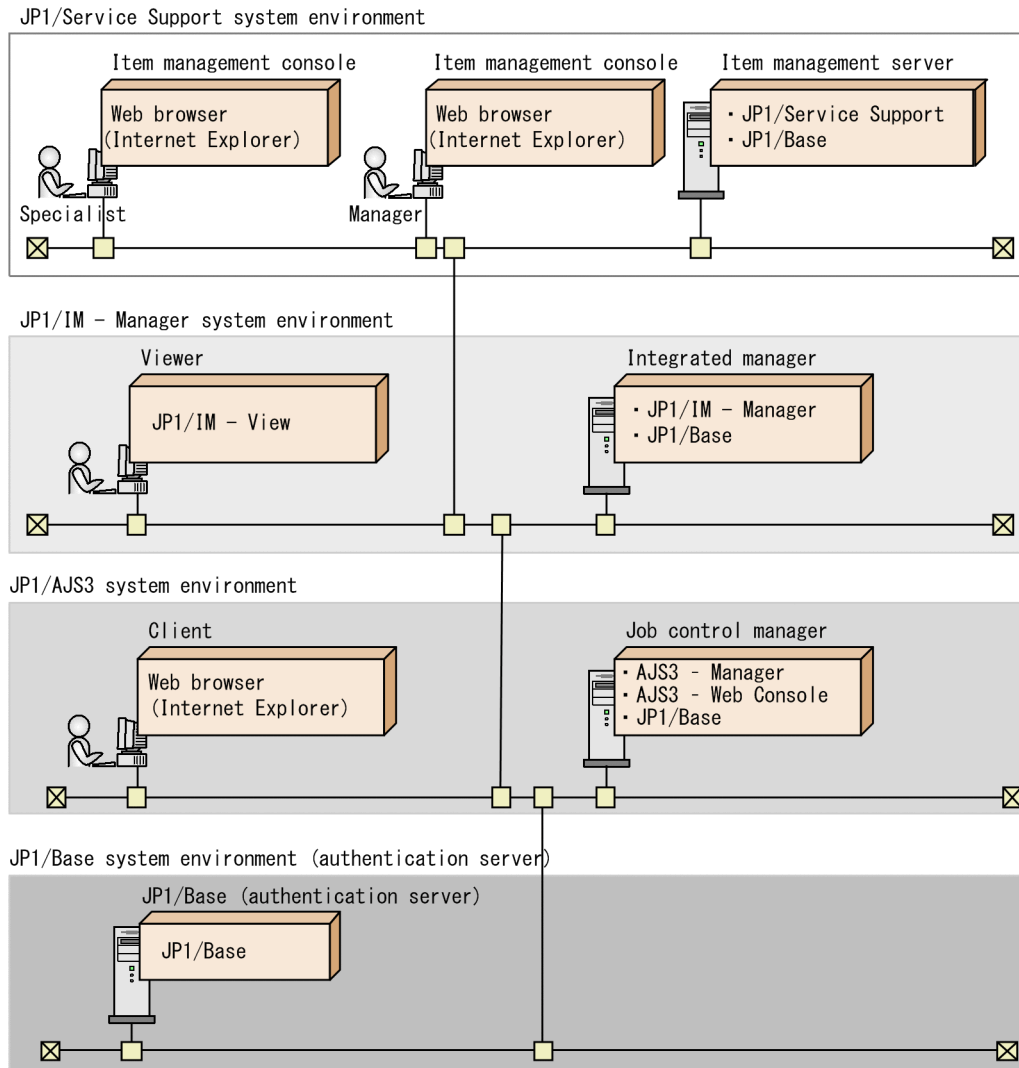 JP1/Service Support system environment
Item management console
Item management console
Item management server
Web browser
(Internet Explorer)
Web browser
(Internet Explorer)
・JP1/Service Support
・JP1/Base
Specialist
Manager
JP1/IM - Manager system environment
Viewer
Integrated manager
JP1/IM - View
・JP1/IM - Manager
・JP1/Base
JP1/AJS3 system environment
Client
Job control manager
Web browser
(Internet Explorer)
・AJS3 - Manager
・AJS3 - Web Console
・JP1/Base
JP1/Base system environment (authentication server)
JP1/Base (authentication server)
JP1/Base